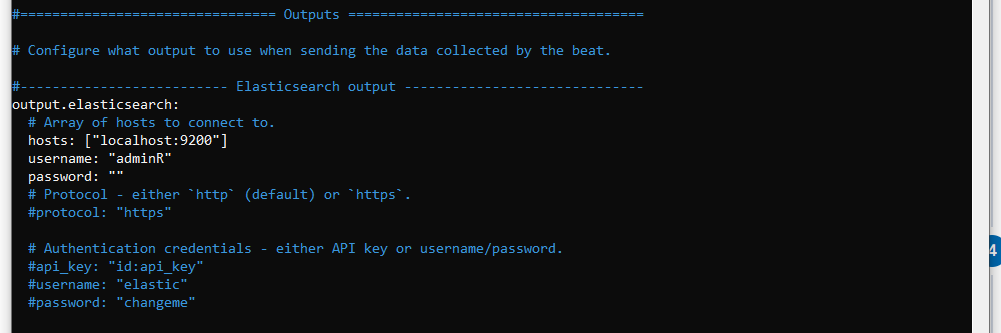 #================================ Outputs =====================================
# Configure what output to use when sending the data collected by the beat.
#-------------------------- Elasticsearch output ------------------------------
output.elasticsearch:
# Array of hosts to connect to.
hosts: ["localhost:9200"]
username: "adminR"
password: ""
# Protocol - either `http` (default) or `https`.
#protocol: "https"
# Authentication credentials - either API key or username/password.
#api_key: "id:api_key"
#username: "elastic"
#password: "changeme"
4